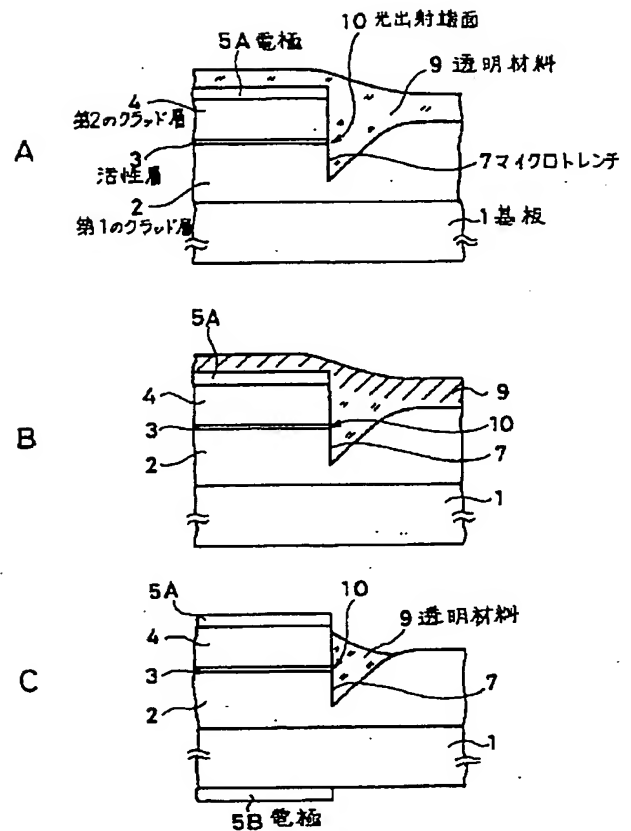 10 光出射端面
5A 電極
9 透明材料
4
第2のクラッド層
A
3
活性層
7 マイクロトレンチ
2
第1のクラッド層
1 基板
5A
4
9
B
3
10
2
7
1
5A
10
4
9 透明材料
C
3
7
2
1
5B 電極